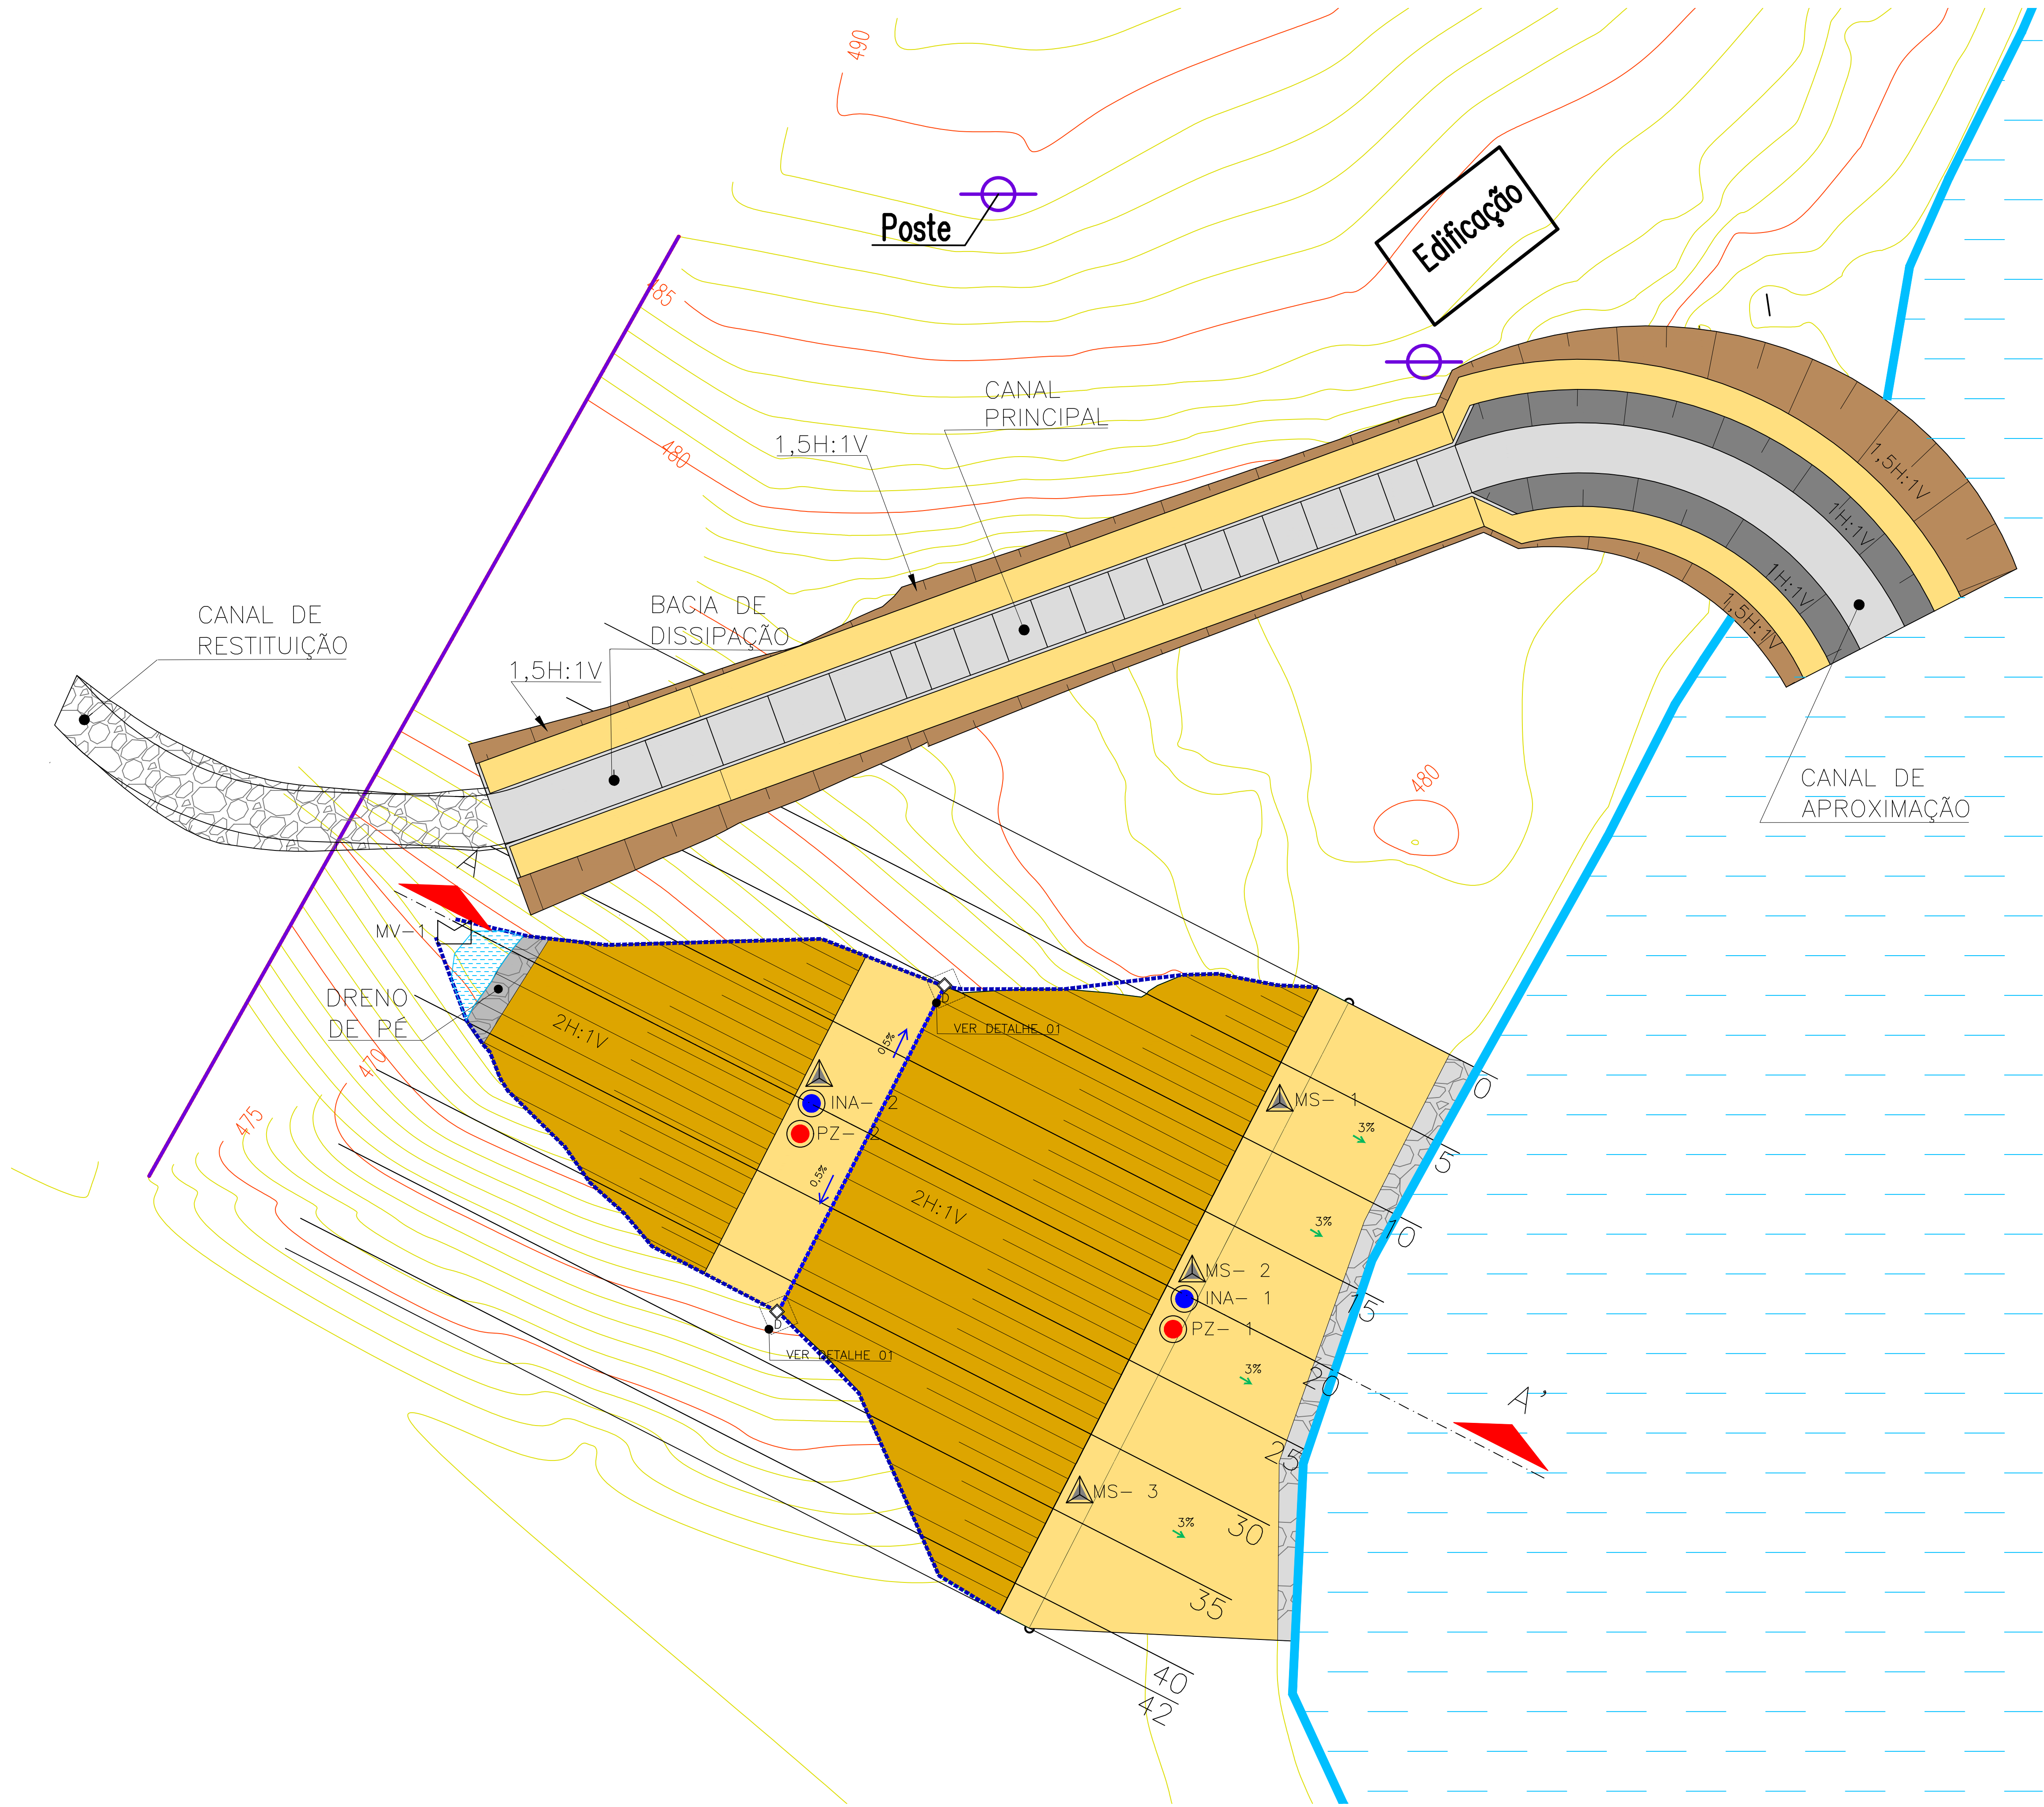 490
Poste
Edificação
485
CANAL
PRINCIPAL
1,5H:1V
480
1,5H:1V
1H:1V
1H:1V
1,5H:1V
BACIA DE
DISSIPAÇÃO
CANAL DE
RESTITUIÇÃO
1,5H:1V
480
CANAL DE
APROXIMAÇÃO
A
MV-1
DRENO
DE PÉ
2H:1V
D
VER DETALHE 01
0,5%
470
INA- 2
PZ- 2
MS- 1
3%
0
5
475
0,5%
2H:1V
3%
10
MS- 2
INA- 1
15
PZ- 1
D
VER DETALHE 01
3%
20
A'
25
MS- 3
3%
30
35
40
42